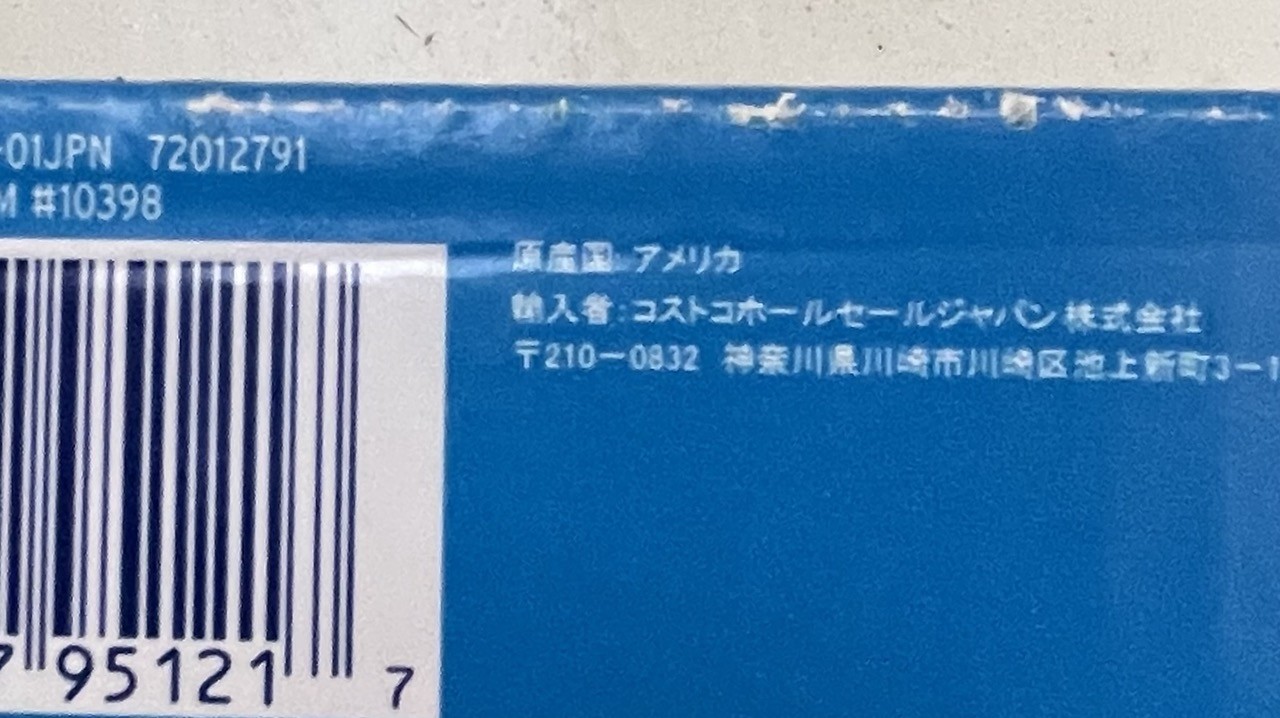 -01JPN 72012791
M #10398
原産国:アメリカ
輸入者:コストコホールセールジャパン株式会社
〒210-0832 神奈川県川崎市川崎区池上新町3-1
795121 7